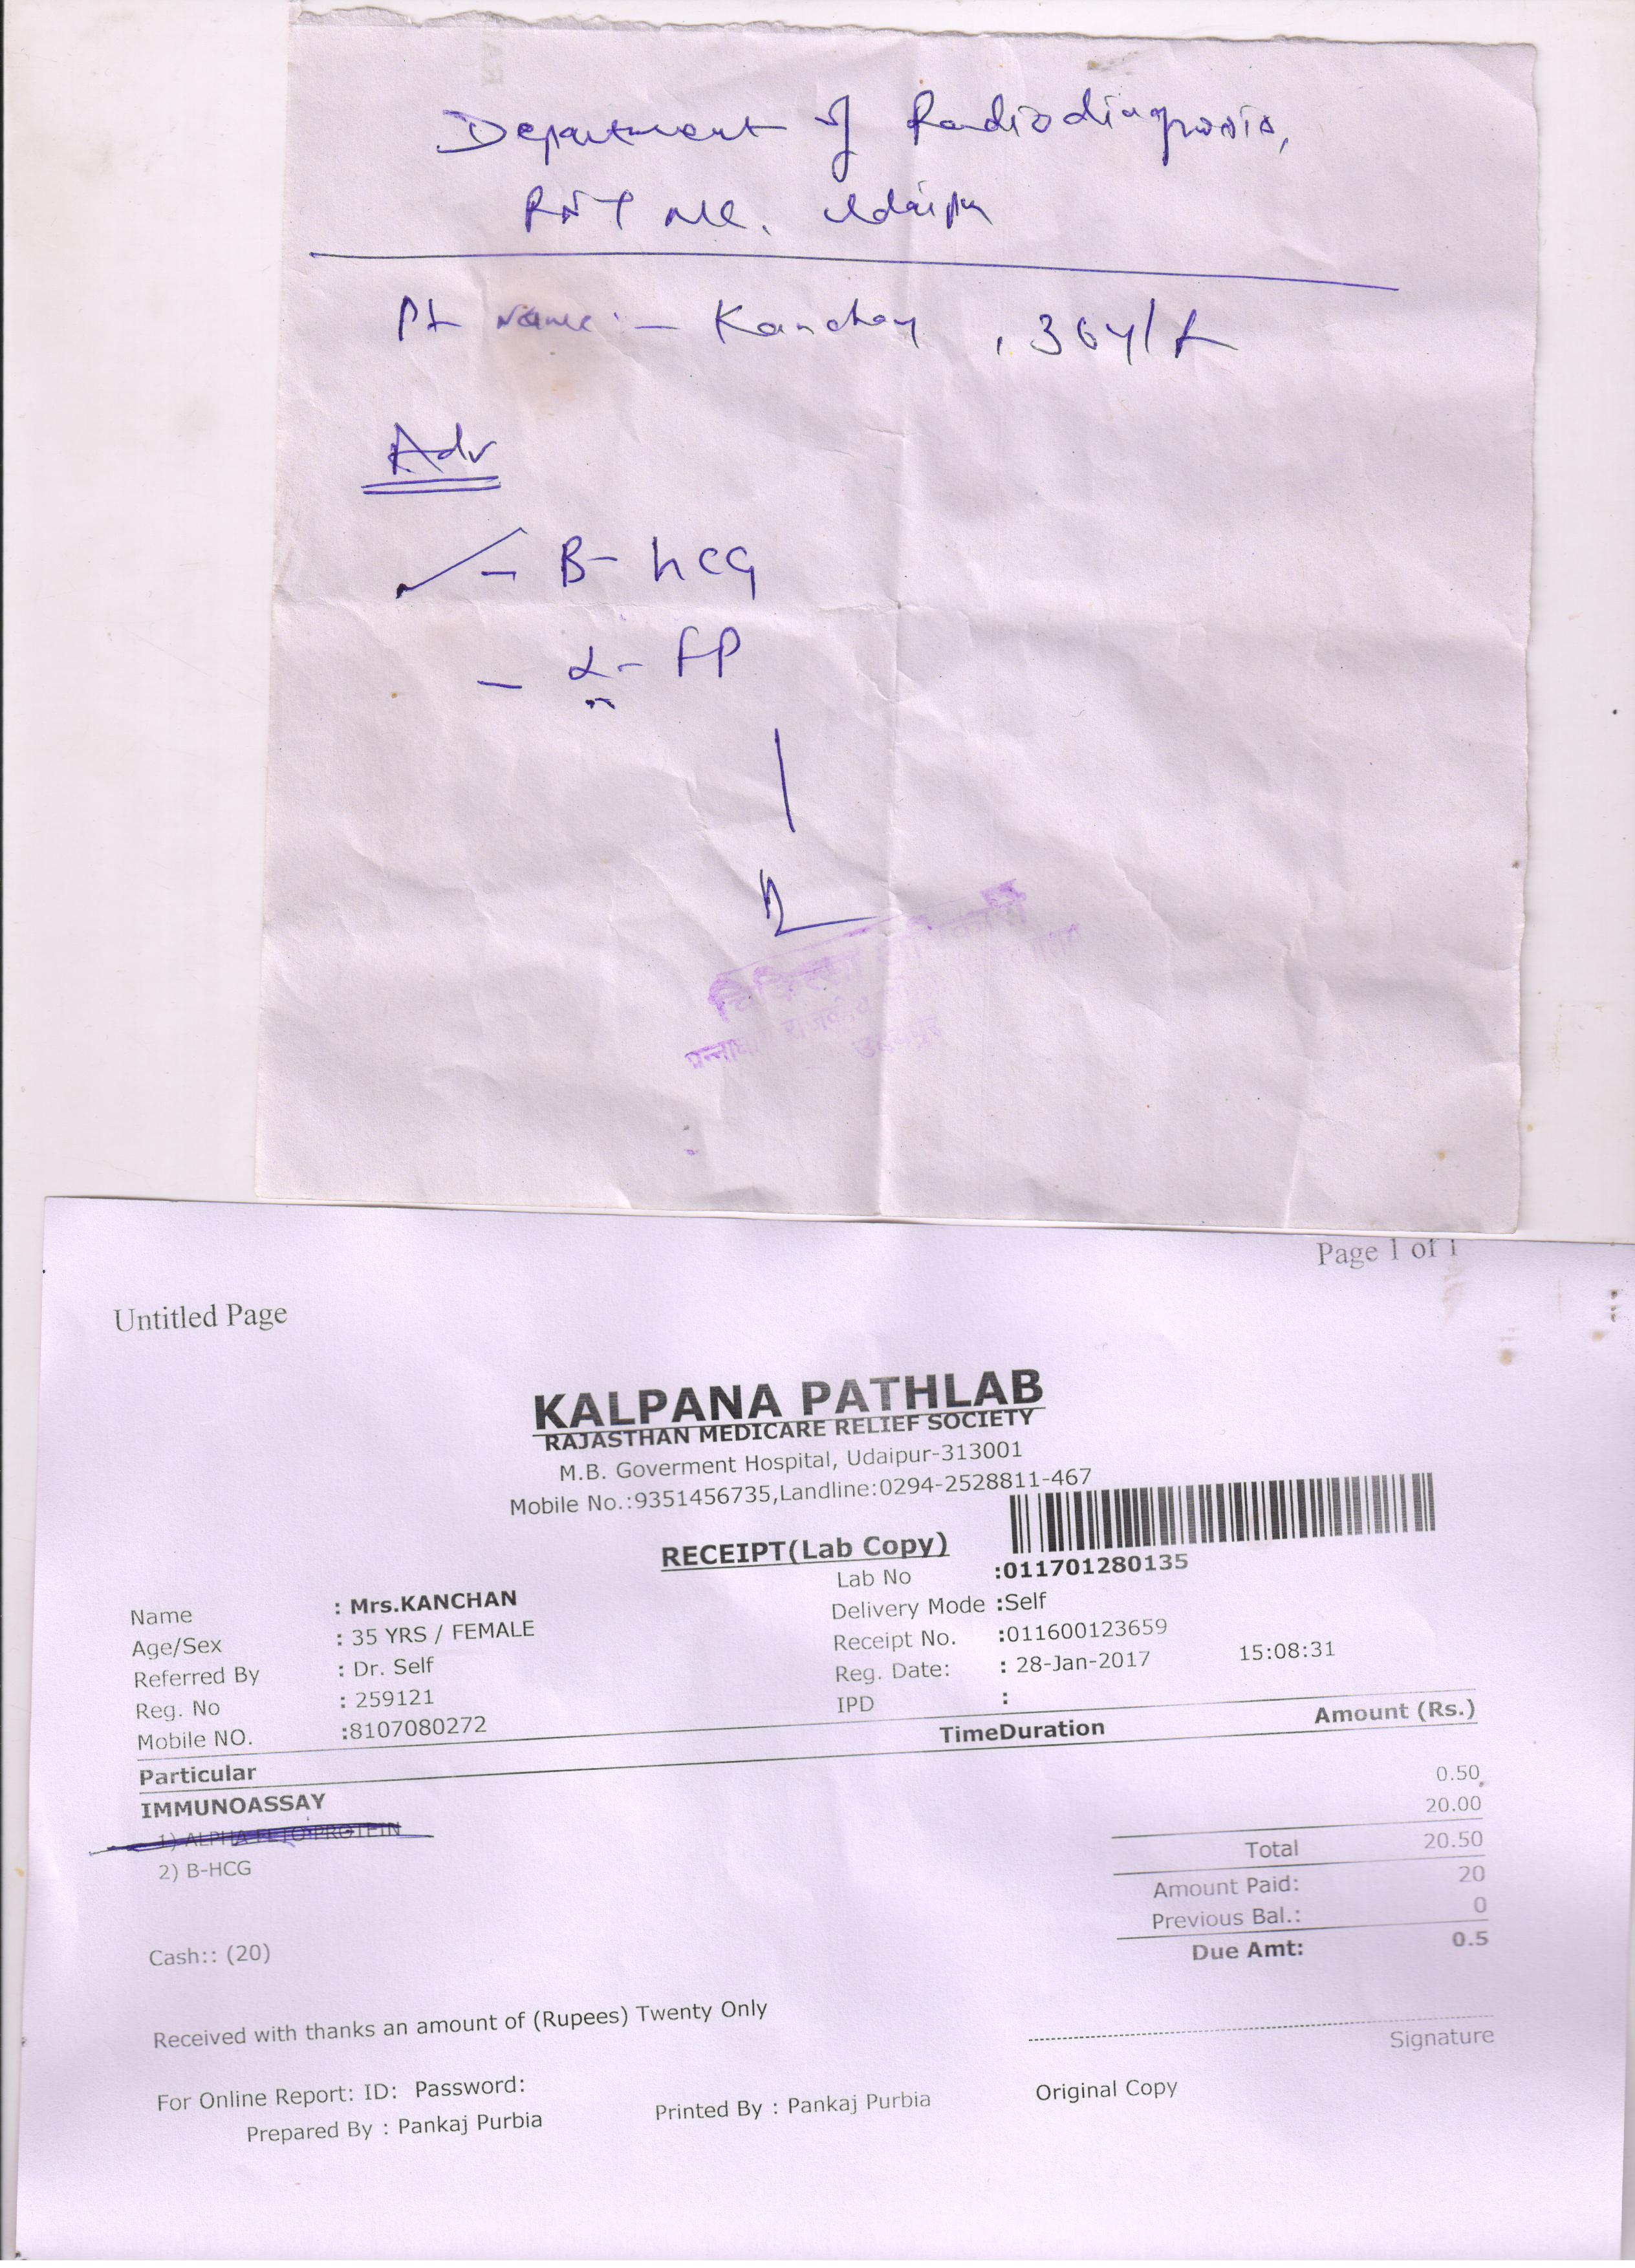 Department of Radiodiagnosis,
RNT MC. Udaipur
Pt Name :- Kanchan , 36y/F
Adv
- B- hCG
- α- FP
चिकित्सा अधिकारी
पन्नाधाय राजकीय
उदयपुर
Page 1 of 1
Untitled Page
KALPANA PATHLAB
RAJASTHAN MEDICARE RELIEF SOCIETY
M.B. Goverment Hospital, Udaipur-313001
Mobile No.:9351456735,Landline:0294-2528811-467
RECEIPT(Lab Copy)
Name : Mrs.KANCHAN Lab No :011701280135
Age/Sex : 35 YRS / FEMALE Delivery Mode :Self
Referred By : Dr. Self Receipt No. :011600123659
Reg. No : 259121 Reg. Date: : 28-Jan-2017 15:08:31
Mobile NO. :8107080272 IPD :
Particular TimeDuration Amount (Rs.)
IMMUNOASSAY
1) ALPHA FETO PROTEIN 0.50
2) B-HCG 20.00
Total 20.50
Amount Paid: 20
Previous Bal.: 0
Cash:: (20) Due Amt: 0.5
Received with thanks an amount of (Rupees) Twenty Only
Signature
For Online Report: ID: Password: Original Copy
Prepared By : Pankaj Purbia Printed By : Pankaj Purbia